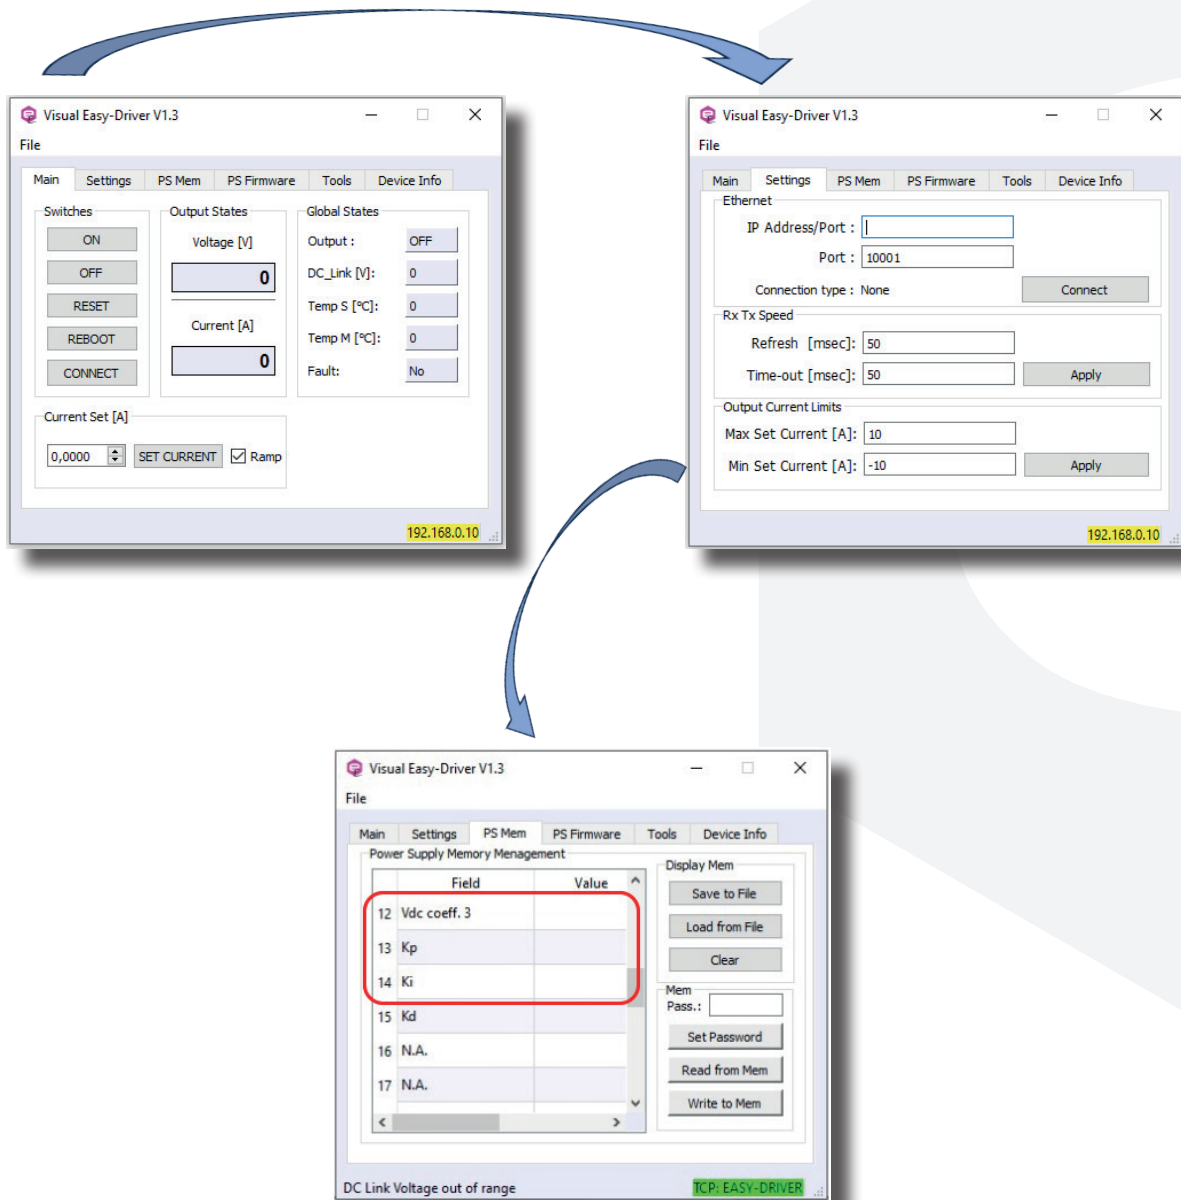 Visual Easy-Driver V1.3
File
Main Settings PS Mem PS Firmware Tools Device Info
Switches
ON
OFF
RESET
REBOOT
CONNECT
Output States
Voltage [V]
0
Current [A]
0
Global States
Output : OFF
DC_Link [V]: 0
Temp S [°C]: 0
Temp M [°C]: 0
Fault: No
Current Set [A]
0,0000 SET CURRENT Ramp
192.168.0.10
Visual Easy-Driver V1.3
File
Main Settings PS Mem PS Firmware Tools Device Info
Ethernet
IP Address/Port :
Port : 10001
Connection type : None Connect
Rx Tx Speed
Refresh [msec]: 50
Time-out [msec]: 50 Apply
Output Current Limits
Max Set Current [A]: 10
Min Set Current [A]: -10 Apply
192.168.0.10
Visual Easy-Driver V1.3
File
Main Settings PS Mem PS Firmware Tools Device Info
Power Supply Memory Menagement
Field Value
12 Vdc coeff. 3
13 Kp
14 Ki
15 Kd
16 N.A.
17 N.A.
Display Mem
Save to File
Load from File
Clear
Mem
Pass.:
Set Password
Read from Mem
Write to Mem
DC Link Voltage out of range TCP: EASY-DRIVER